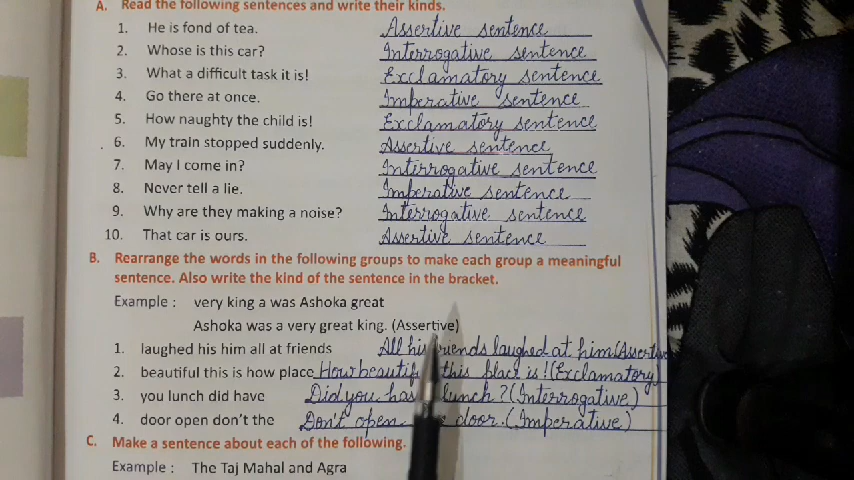 A. Read the following sentences and write their kinds.
1. He is fond of tea. Assertive sentence
2. Whose is this car? Interrogative sentence
3. What a difficult task it is! Exclamatory sentence
4. Go there at once. Imperative sentence
5. How naughty the child is! Exclamatory sentence
6. My train stopped suddenly. Assertive sentence
7. May I come in? Intirrogative sentence
8. Never tell a lie. Imperative sentence
9. Why are they making a noise? Interrogative sentence
10. That car is ours. Assertive sentence
B. Rearrange the words in the following groups to make each group a meaningful
sentence. Also write the kind of the sentence in the bracket.
Example : very king a was Ashoka great
Ashoka was a very great king. (Assertive)
1. laughed his him all at friends All his friends laughed at him (Assertive
2. beautiful this is how place How this place is! (Exclamatory)
3. you lunch did have Did you lunch? (Interrogative)
4. door open don't the Don't open door. (Imperative)
C. Make a sentence about each of the following.
Example : The Taj Mahal and Agra